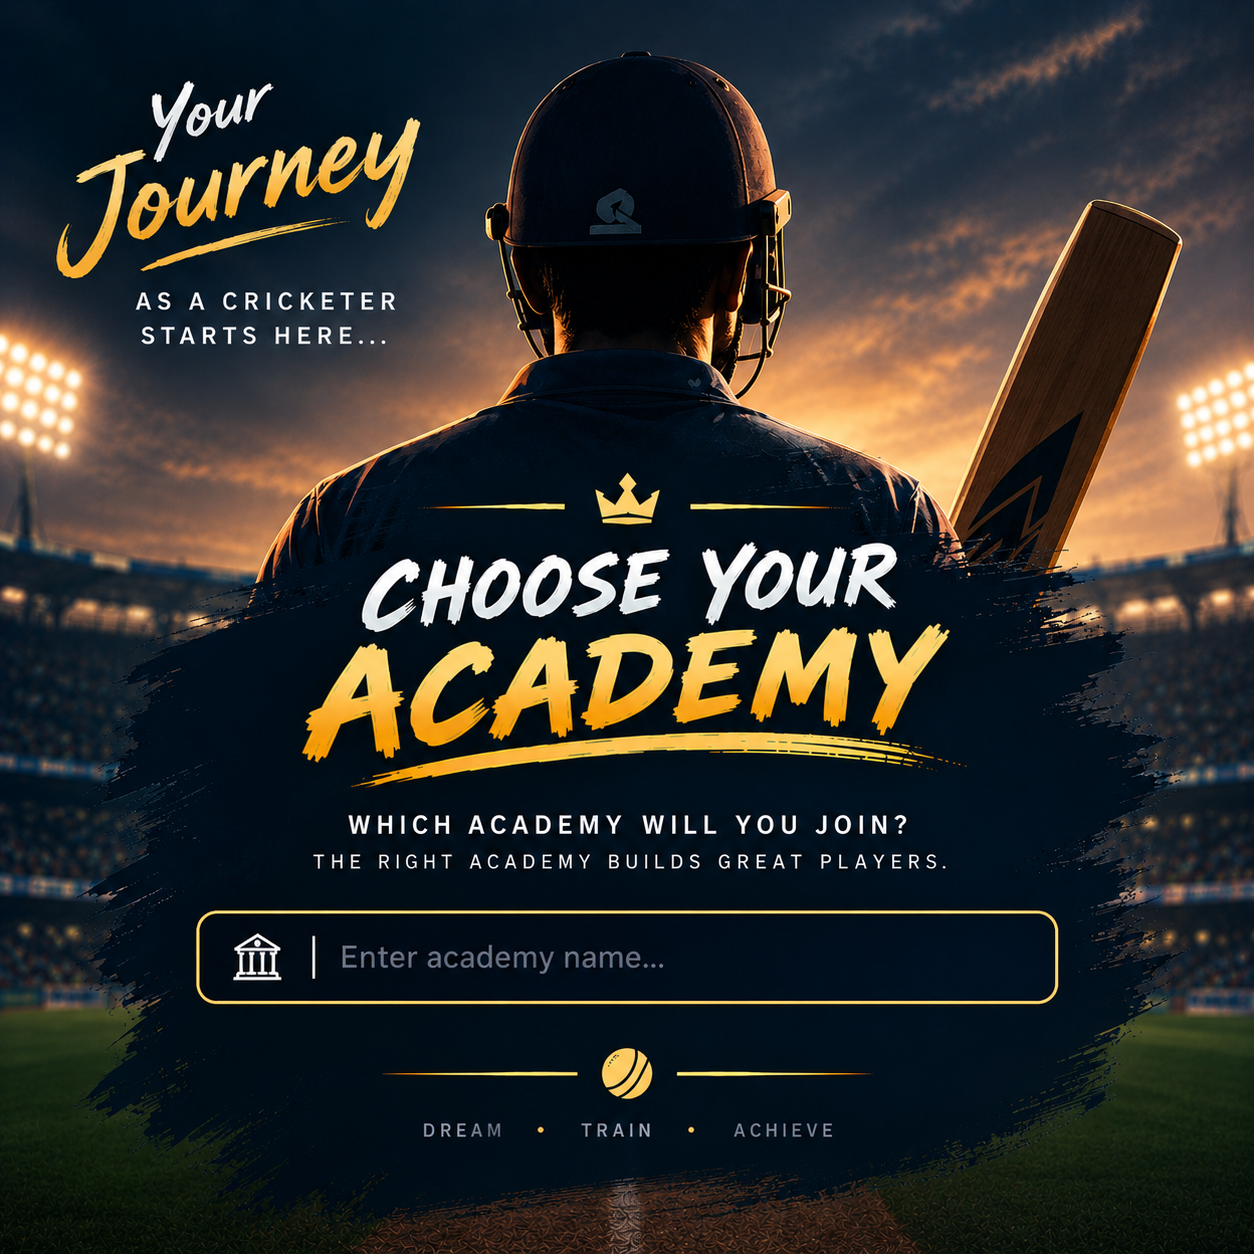 Your
Journey
AS A CRICKETER
STARTS HERE...
CHOOSE YOUR
ACADEMY
WHICH ACADEMY WILL YOU JOIN?
THE RIGHT ACADEMY BUILDS GREAT PLAYERS.
Enter academy name...
DREAM • TRAIN • ACHIEVE